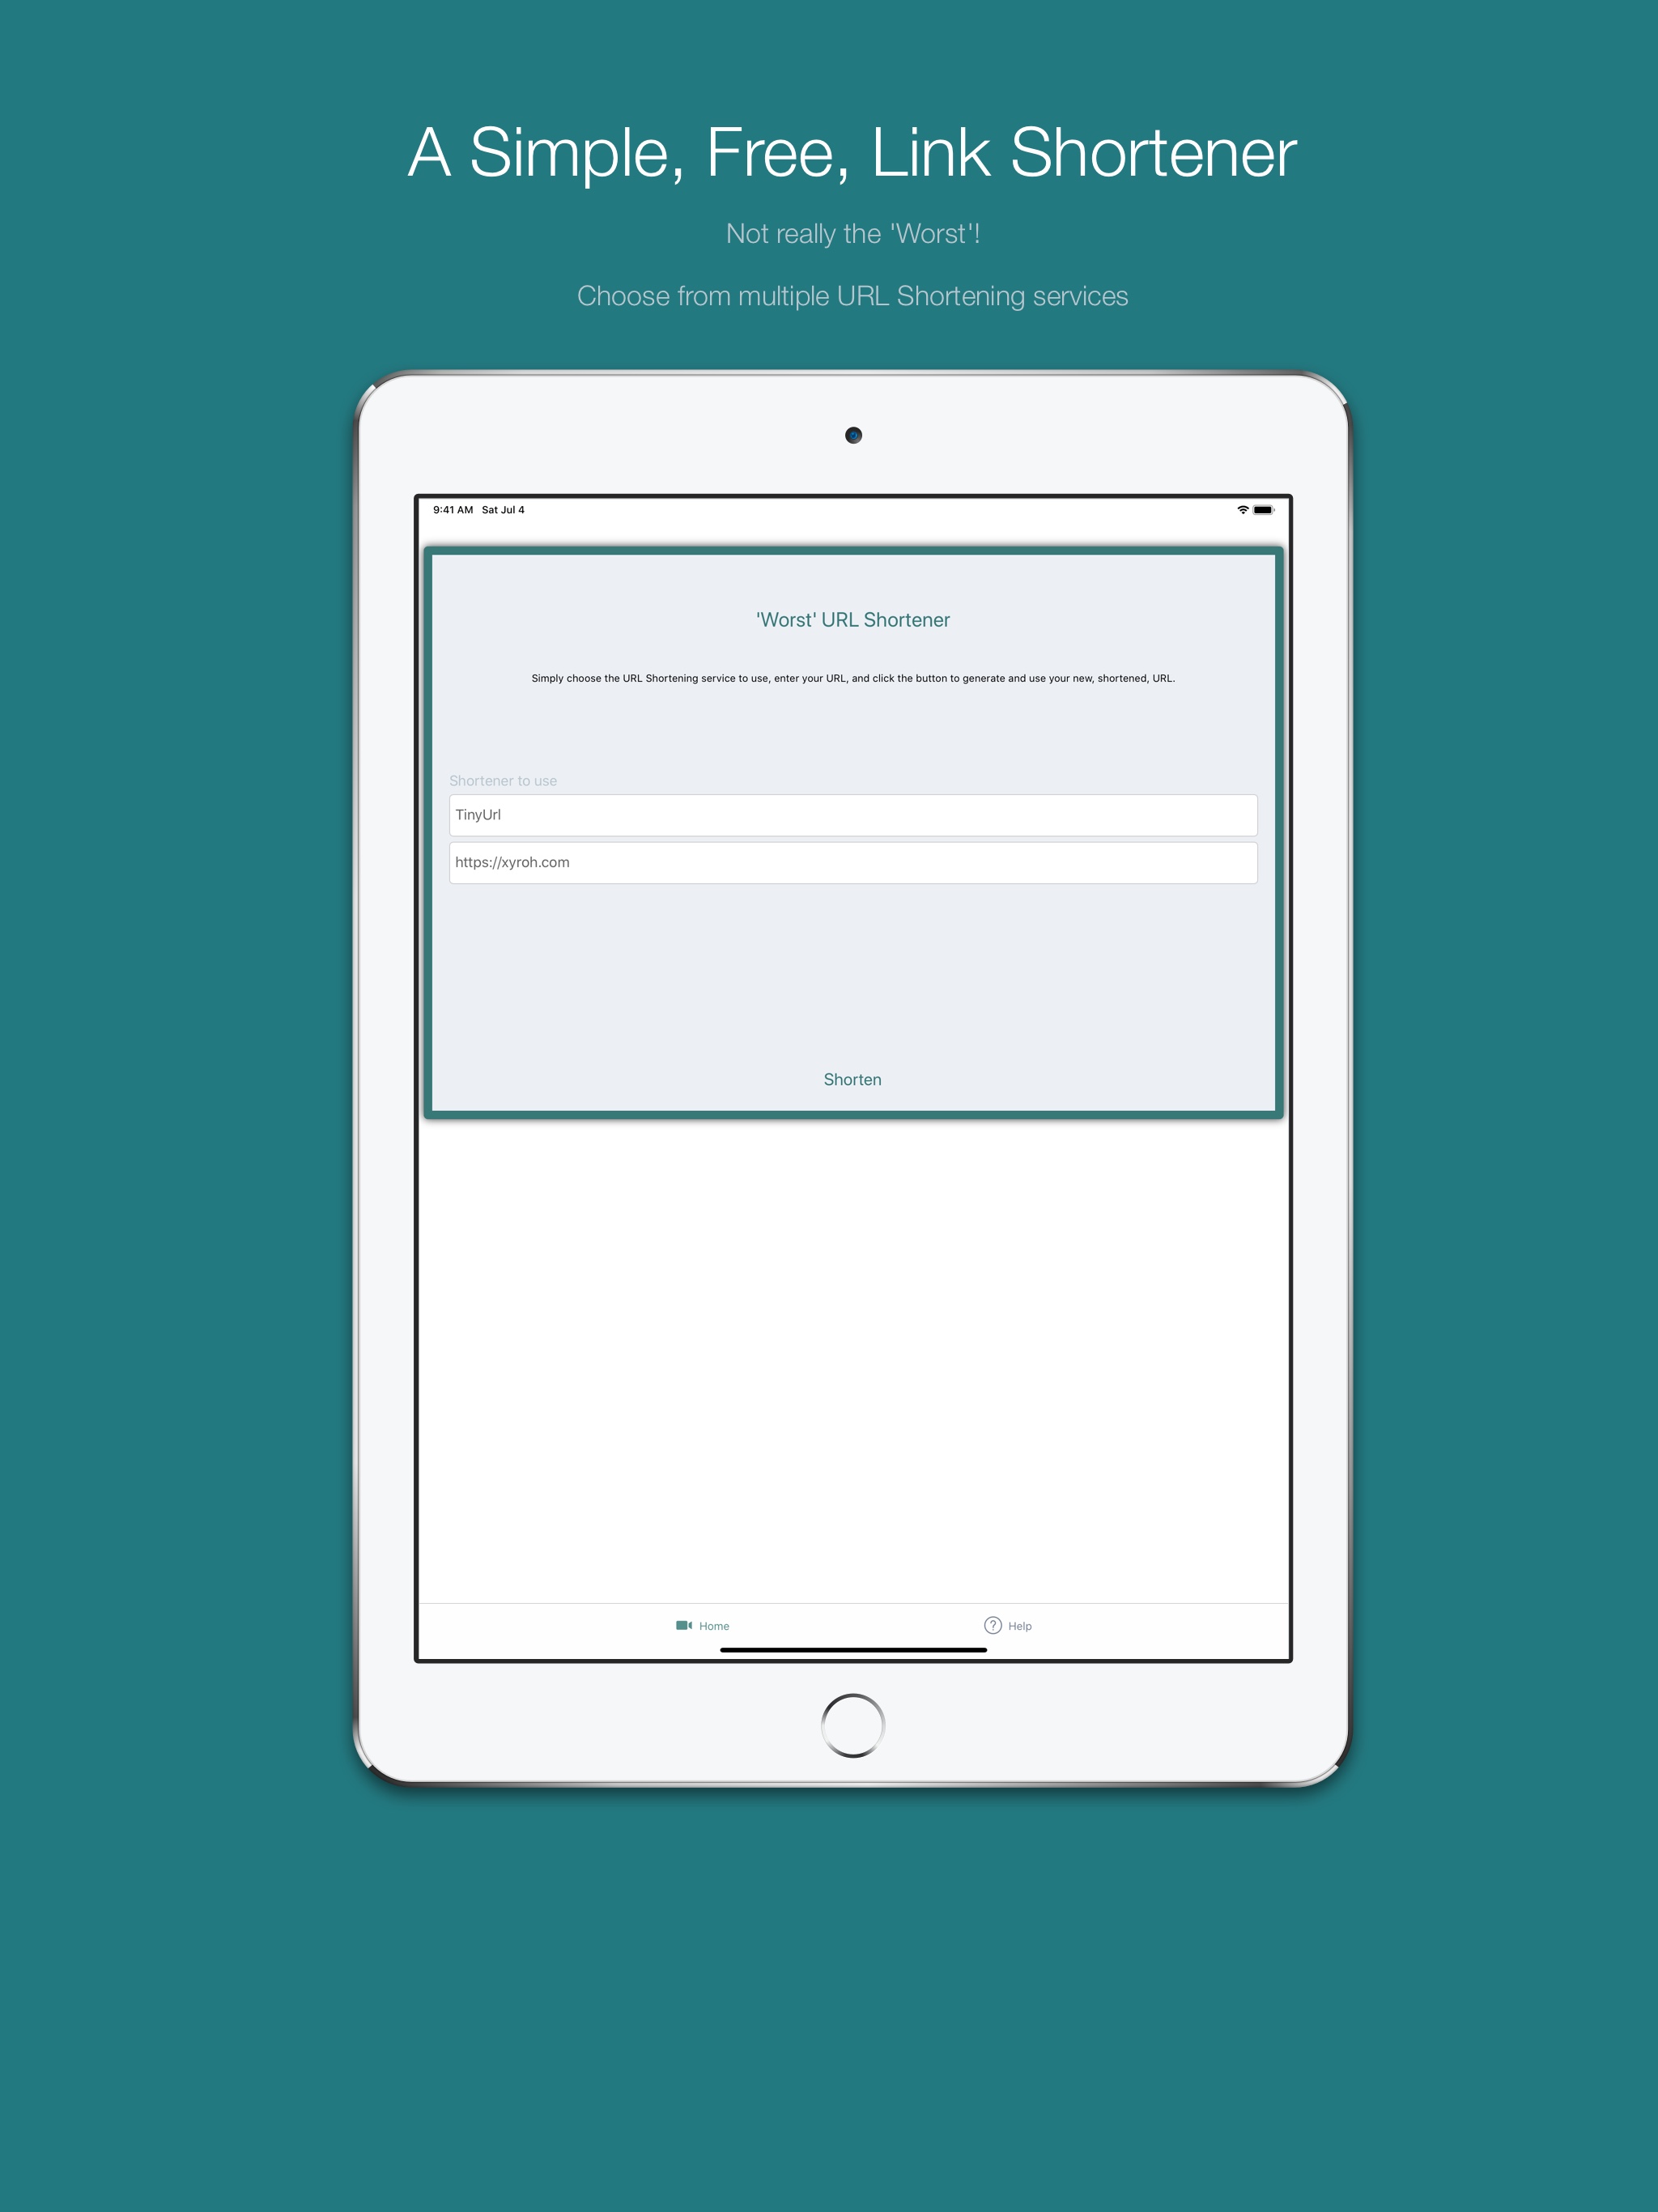 A Simple, Free, Link Shortener
Not really the 'Worst'!
Choose from multiple URL Shortening services
9:41 AM Sat Jul 4
'Worst' URL Shortener
Simply choose the URL Shortening service to use, enter your URL, and click the button to generate and use your new, shortened, URL.
Shortener to use
TinyUrl
https://xyroh.com
Shorten
Home
Help